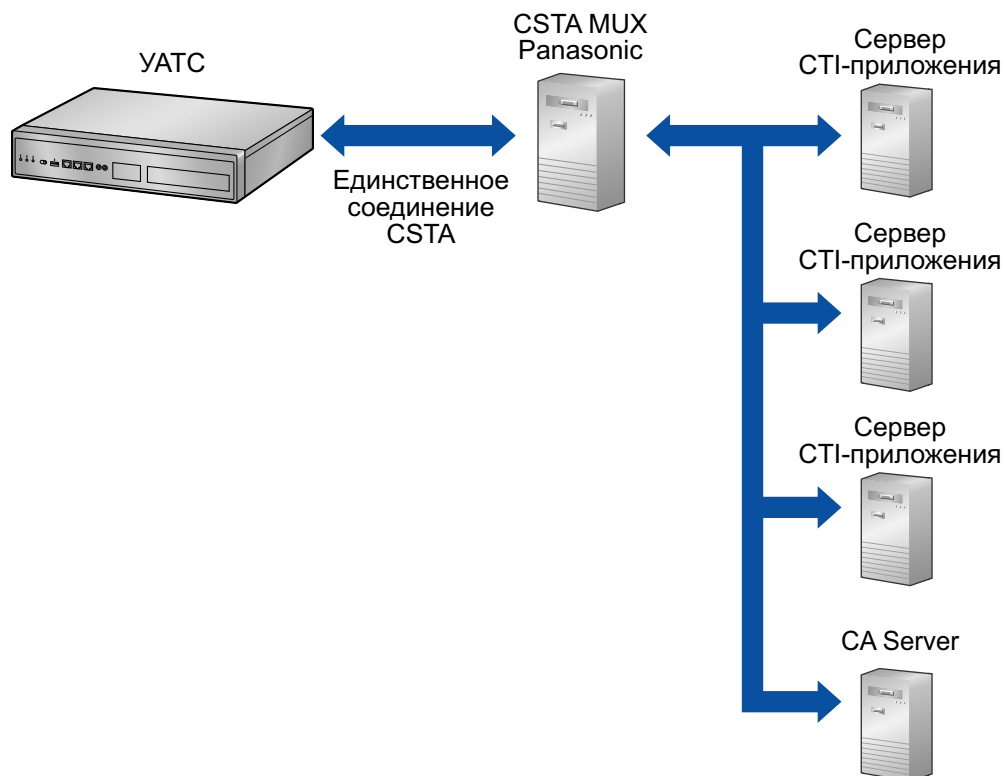 УАТС
CSTA MUX
Panasonic
Сервер
CTI-приложения
Единственное
соединение
CSTA
Сервер
CTI-приложения
Сервер
CTI-приложения
CA Server